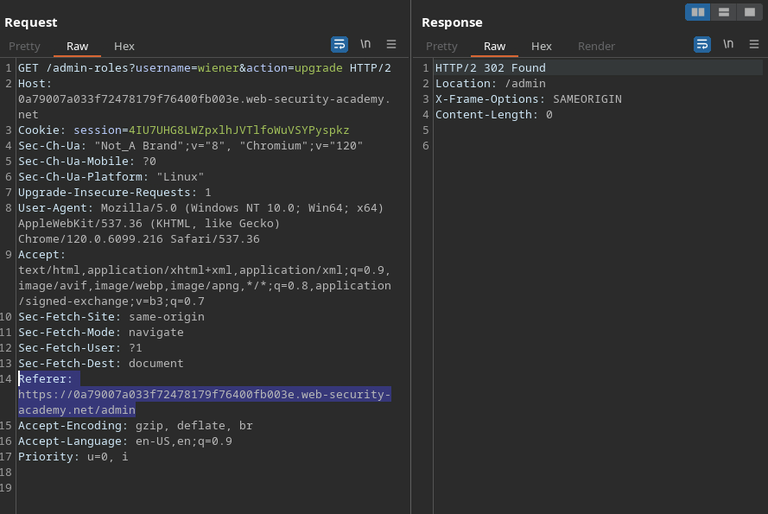 Request
Pretty Raw Hex
\n
1 GET /admin-roles?username=wiener&action=upgrade HTTP/2
2 Host:
0a79007a033f72478179f76400fb003e.web-security-academy.
net
3 Cookie: session=4IU7UHG8LWZpxlhJVTlfoWuVSYPyspkz
4 Sec-Ch-Ua: "Not_A Brand";v="8", "Chromium";v="120"
5 Sec-Ch-Ua-Mobile: ?0
6 Sec-Ch-Ua-Platform: "Linux"
7 Upgrade-Insecure-Requests: 1
8 User-Agent: Mozilla/5.0 (Windows NT 10.0; Win64; x64)
AppleWebKit/537.36 (KHTML, like Gecko)
Chrome/120.0.6099.216 Safari/537.36
9 Accept:
text/html,application/xhtml+xml,application/xml;q=0.9,
image/avif,image/webp,image/apng,*/*;q=0.8,application
/signed-exchange;v=b3;q=0.7
10 Sec-Fetch-Site: same-origin
11 Sec-Fetch-Mode: navigate
12 Sec-Fetch-User: ?1
13 Sec-Fetch-Dest: document
14 Referer:
https://0a79007a033f72478179f76400fb003e.web-security-
academy.net/admin
15 Accept-Encoding: gzip, deflate, br
16 Accept-Language: en-US,en;q=0.9
17 Priority: u=0, i
18
19
Response
Pretty Raw Hex Render
\n
1 HTTP/2 302 Found
2 Location: /admin
3 X-Frame-Options: SAMEORIGIN
4 Content-Length: 0
5
6